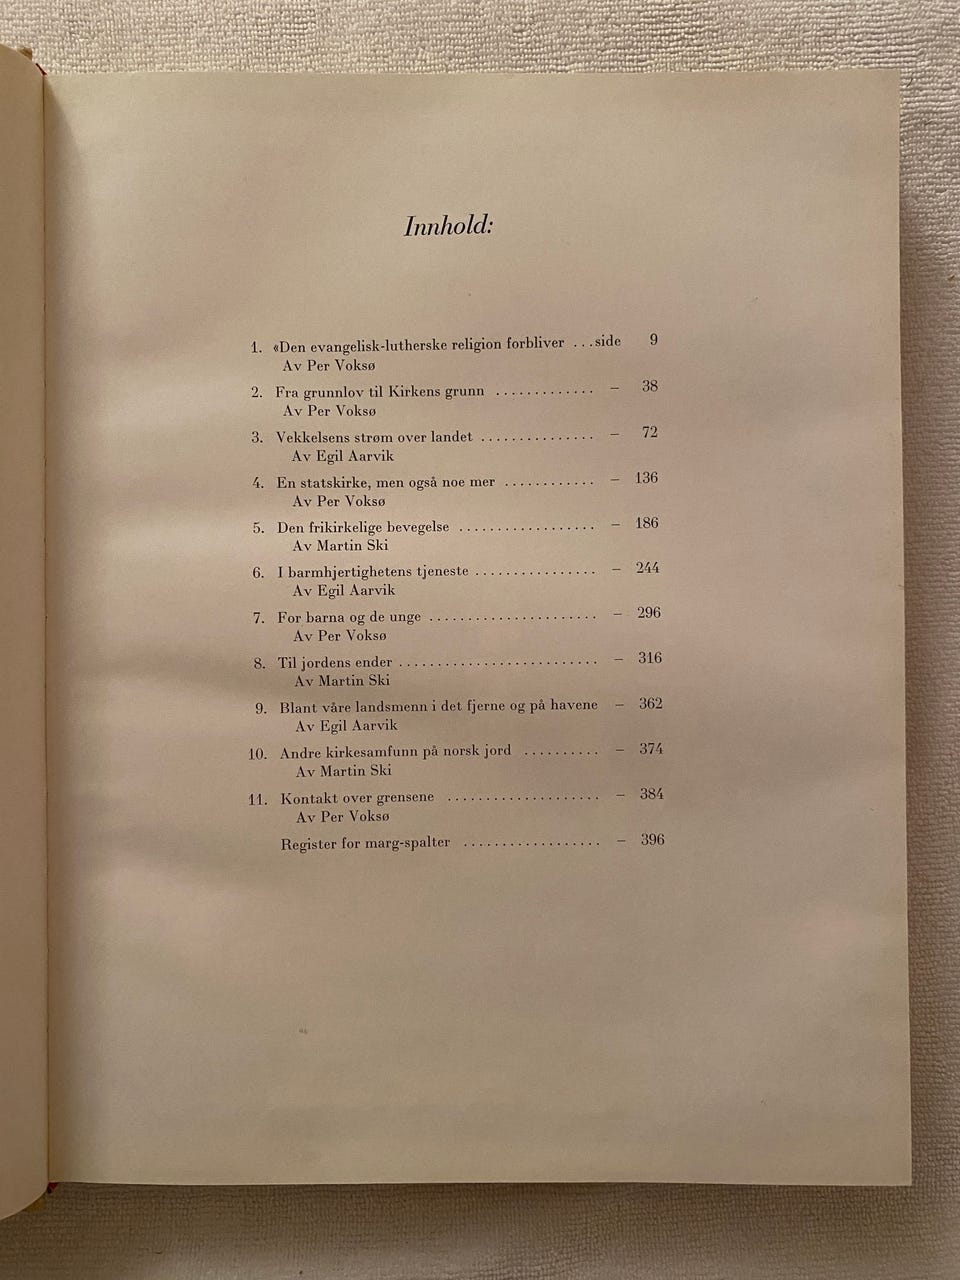 Innhold:
1. «Den evangelisk-lutherske religion forbliver ...side 9
Av Per Voksø
2. Fra grunnlov til Kirkens grunn ............. – 38
Av Per Voksø
3. Vekkelsens strøm over landet ............... – 72
Av Egil Aarvik
4. En statskirke, men også noe mer ............ – 136
Av Per Voksø
5. Den frikirkelige bevegelse .................. – 186
Av Martin Ski
6. I barmhjertighetens tjeneste ................ – 244
Av Egil Aarvik
7. For barna og de unge ...................... – 296
Av Per Voksø
8. Til jordens ender .......................... – 316
Av Martin Ski
9. Blant våre landsmenn i det fjerne og på havene – 362
Av Egil Aarvik
10. Andre kirkesamfunn på norsk jord .......... – 374
Av Martin Ski
11. Kontakt over grensene .................... – 384
Av Per Voksø
Register for marg-spalter .................. – 396